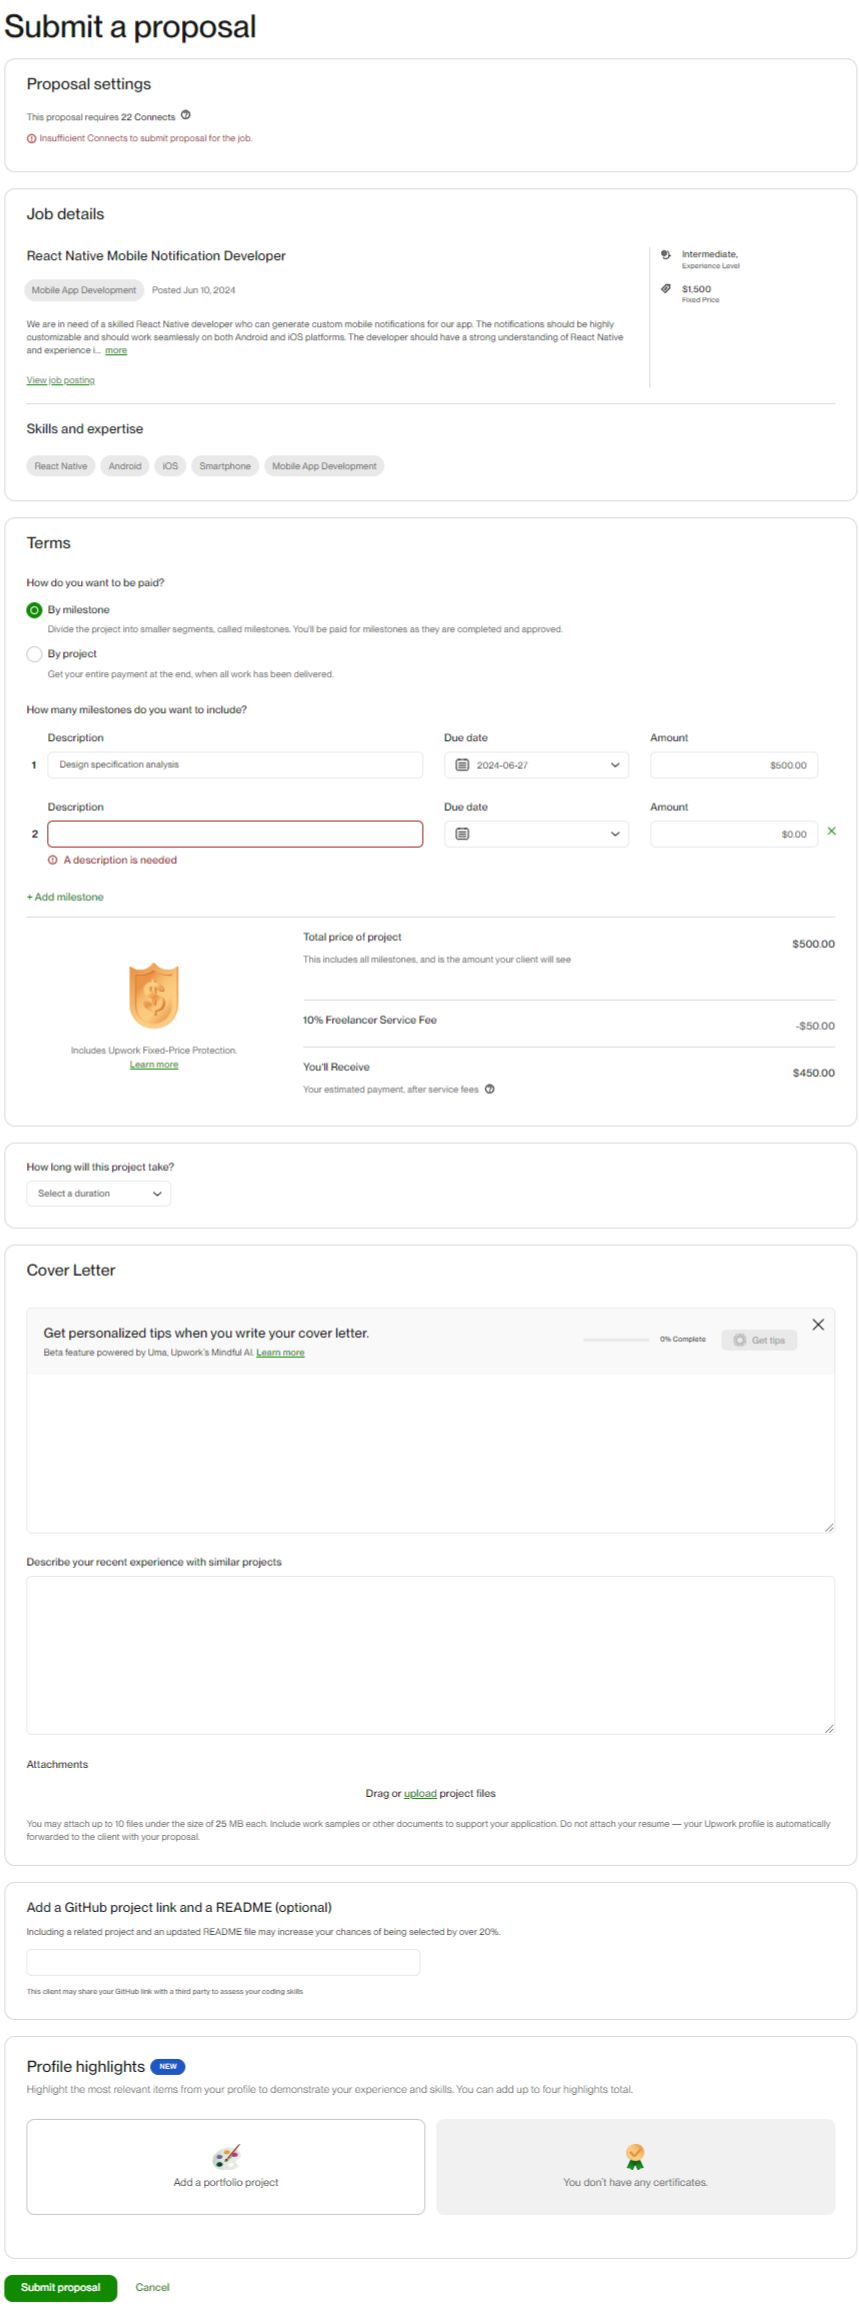 Submit a proposal
Proposal settings
This proposal requires 22 Connects
Insufficient Connects to submit proposal for the job.
Job details
React Native Mobile Notification Developer
Mobile App Development Posted Jun 10, 2024
We are in need of a skilled React Native developer who can generate custom mobile notifications for our app. The notifications should be highly
customizable and should work seamlessly on both Android and iOS platforms. The developer should have a strong understanding of React Native
and experience i... more
View job posting
Intermediate,
Experience Level
$1,500
Fixed Price
Skills and expertise
React Native Android iOS Smartphone Mobile App Development
Terms
How do you want to be paid?
By milestone
Divide the project into smaller segments, called milestones. You'll be paid for milestones as they are completed and approved.
By project
Get your entire payment at the end, when all work has been delivered.
How many milestones do you want to include?
Description Due date Amount
1 Design specification analysis 2024-06-27 $500.00
Description Due date Amount
2 $0.00
A description is needed
+ Add milestone
Includes Upwork Fixed-Price Protection.
Learn more
Total price of project $500.00
This includes all milestones, and is the amount your client will see
10% Freelancer Service Fee -$50.00
You'll Receive $450.00
Your estimated payment, after service fees
How long will this project take?
Select a duration
Cover Letter
Get personalized tips when you write your cover letter.
Beta feature powered by Uma, Upwork's Mindful AI. Learn more
0% Complete Get tips
Describe your recent experience with similar projects
Attachments
Drag or upload project files
You may attach up to 10 files under the size of 25 MB each. Include work samples or other documents to support your application. Do not attach your resume — your Upwork profile is automatically
forwarded to the client with your proposal.
Add a GitHub project link and a README (optional)
Including a related project and an updated README file may increase your chances of being selected by over 20%.
This client may share your GitHub link with a third party to assess your coding skills
Profile highlights NEW
Highlight the most relevant items from your profile to demonstrate your experience and skills. You can add up to four highlights total.
Add a portfolio project
You don't have any certificates.
Submit proposal Cancel